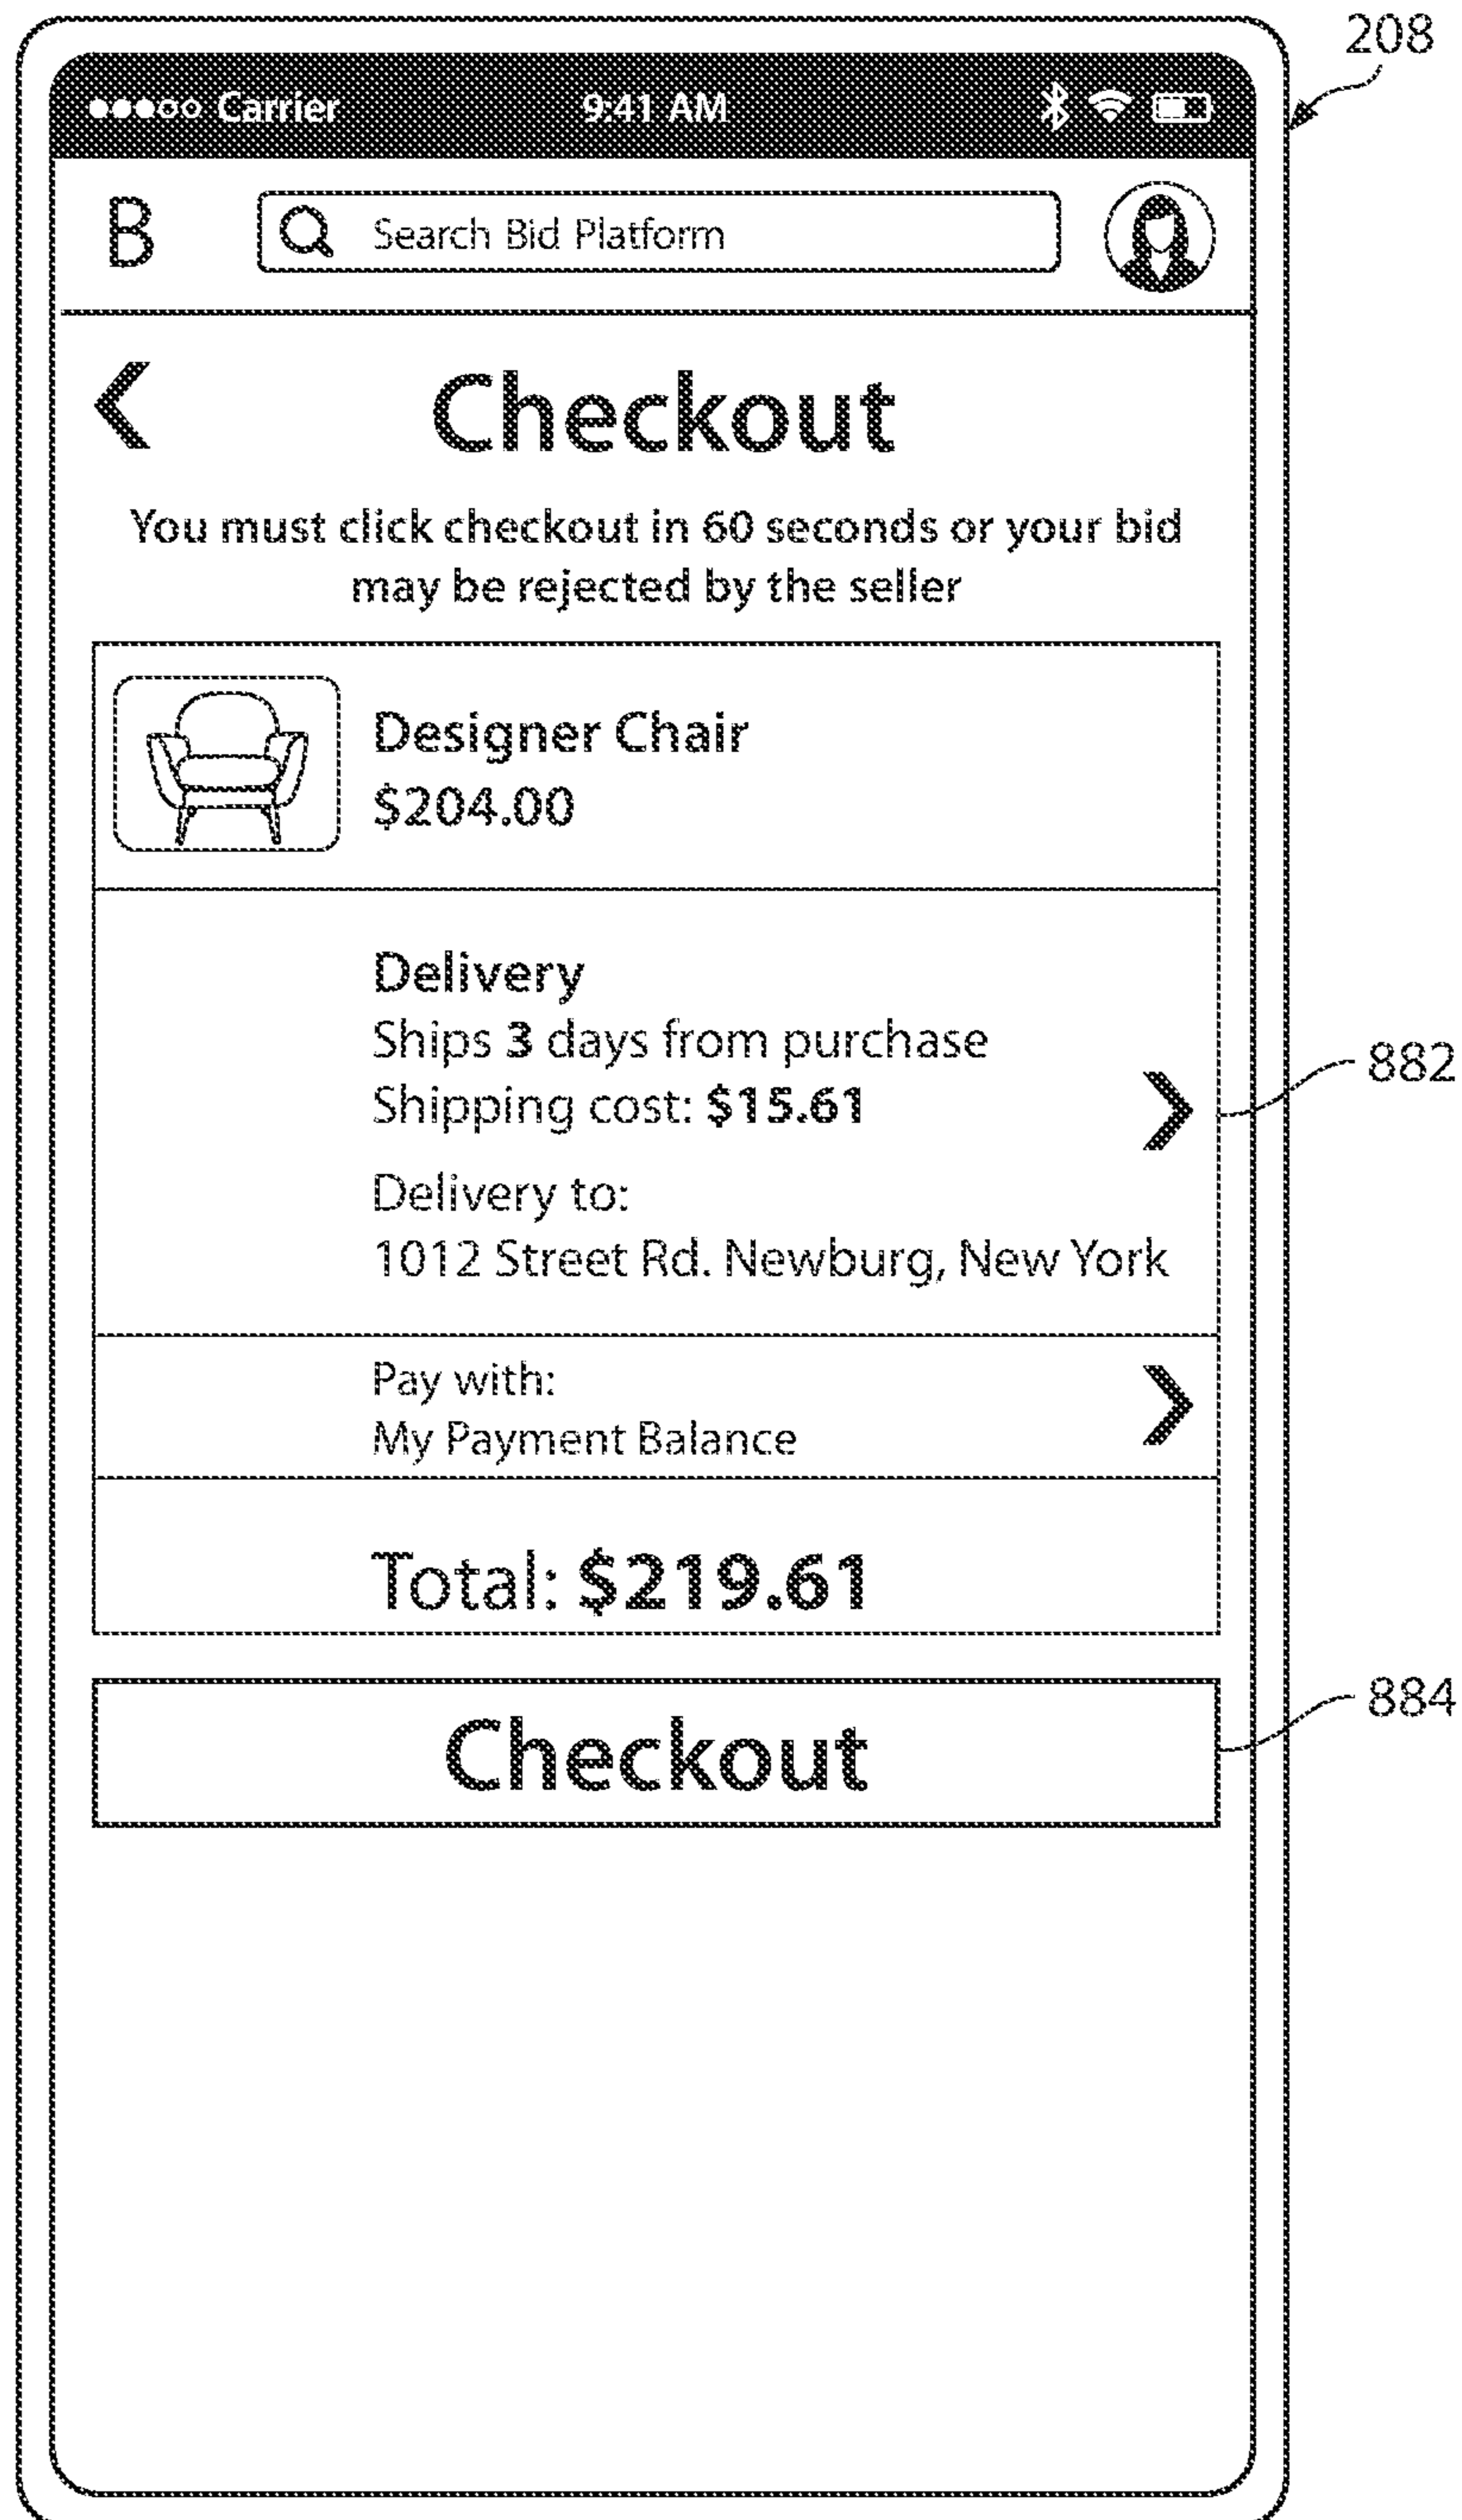 208
Carrier 9:41 AM
B Search Bid Platform
Checkout
You must click checkout in 60 seconds or your bid
may be rejected by the seller
Designer Chair
$204.00
Delivery
Ships 3 days from purchase
Shipping cost: $15.61
882
Delivery to:
1012 Street Rd. Newburg, New York
Pay with:
My Payment Balance
Total: $219.61
884
Checkout